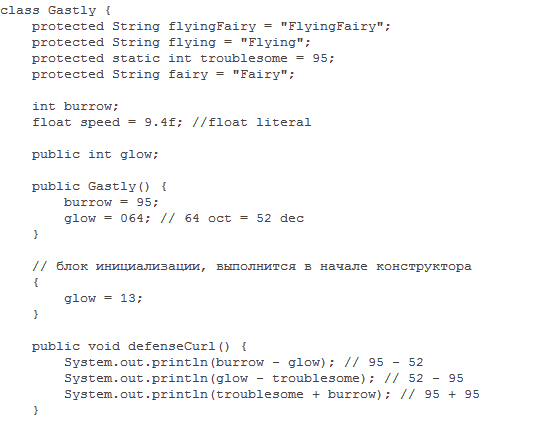 class Gastly {
    protected String flyingFairy = "FlyingFairy";
    protected String flying = "Flying";
    protected static int troublesome = 95;
    protected String fairy = "Fairy";

    int burrow;
    float speed = 9.4f; //float literal

    public int glow;

    public Gastly() {
        burrow = 95;
        glow = 064; // 64 oct = 52 dec
    }

    // блок инициализации, выполнится в начале конструктора
    {
        glow = 13;
    }

    public void defenseCurl() {
        System.out.println(burrow - glow); // 95 - 52
        System.out.println(glow - troublesome); // 52 - 95
        System.out.println(troublesome + burrow); // 95 + 95
    }